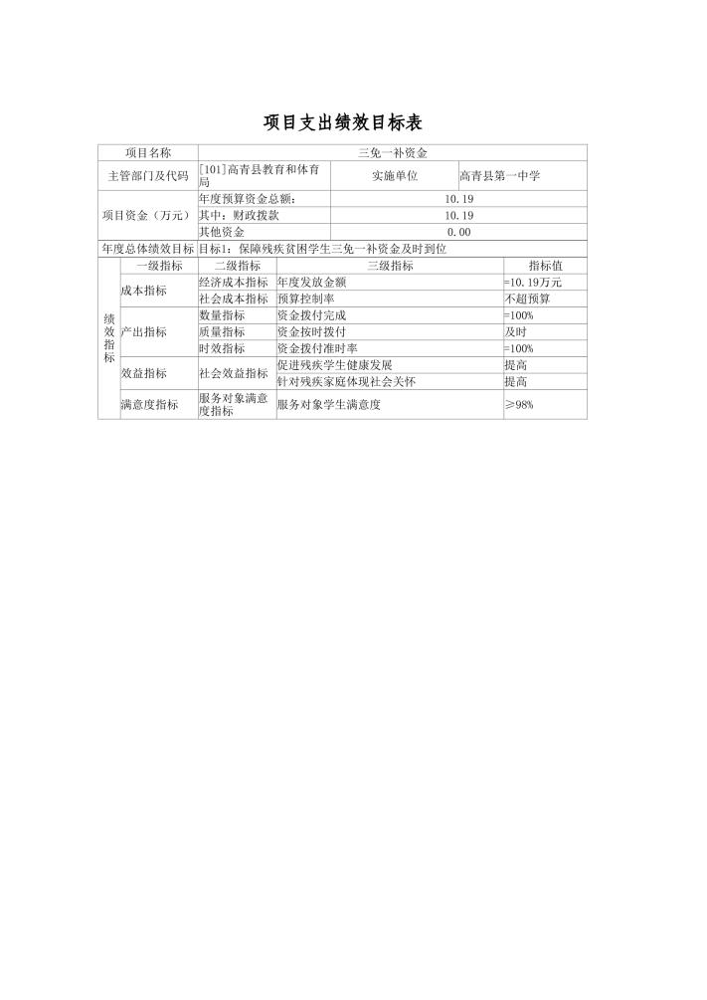 项目支出绩效目标表
项目名称 三免一补资金
主管部门及代码 [101]高青县教育和体育局 实施单位 高青县第一中学
项目资金（万元） 年度预算资金总额： 10.19
其中：财政拨款 10.19
其他资金 0.00
年度总体绩效目标 目标1：保障残疾贫困学生三免一补资金及时到位
绩效指标 一级指标 二级指标 三级指标 指标值
成本指标 经济成本指标 年度发放金额 =10.19万元
社会成本指标 预算控制率 不超预算
产出指标 数量指标 资金拨付完成 =100%
质量指标 资金按时拨付 及时
时效指标 资金拨付准时率 =100%
效益指标 社会效益指标 促进残疾学生健康发展 提高
针对残疾家庭体现社会关怀 提高
满意度指标 服务对象满意度指标 服务对象学生满意度 ≥98%